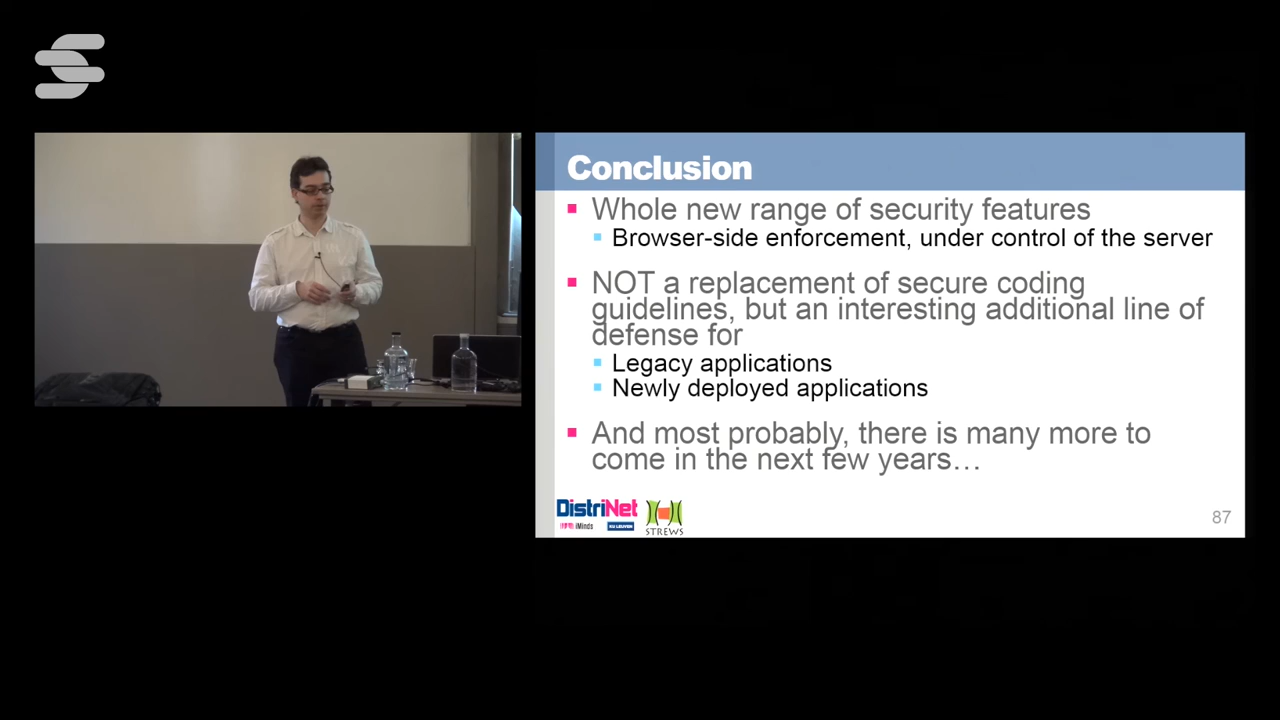 Conclusion
Whole new range of security features
Browser-side enforcement, under control of the server
NOT a replacement of secure coding
guidelines, but an interesting additional line of
defense for
Legacy applications
Newly deployed applications
And most probably, there is many more to
come in the next few years…
DistriNet
iMinds
KU LEUVEN
STREWS
87